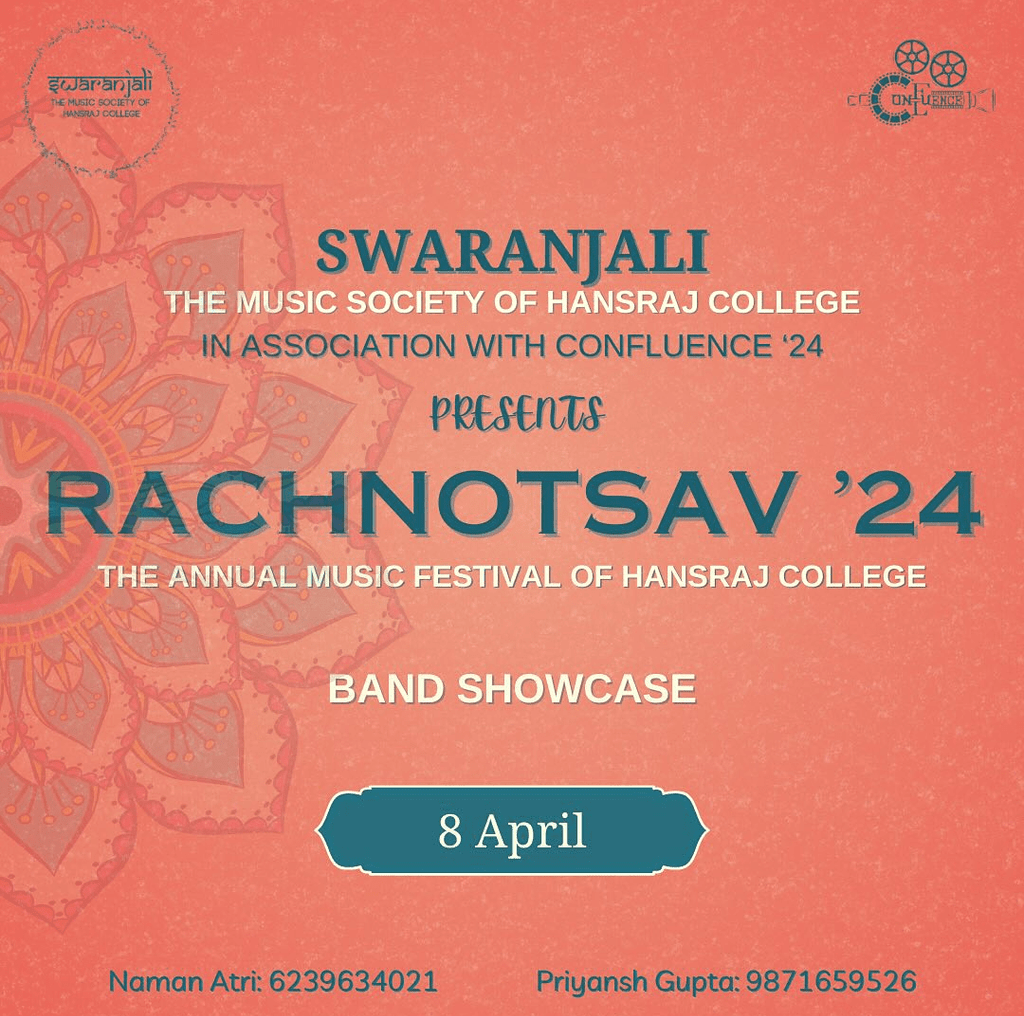 swaranjali
THE MUSIC SOCIETY OF
HANSRAJ COLLEGE
CONFLUENCE
SWARANJALI
THE MUSIC SOCIETY OF HANSRAJ COLLEGE
IN ASSOCIATION WITH CONFLUENCE ‘24
PRESENTS
RACHNOTSAV ’24
THE ANNUAL MUSIC FESTIVAL OF HANSRAJ COLLEGE
BAND SHOWCASE
8 April
Naman Atri: 6239634021 Priyansh Gupta: 9871659526